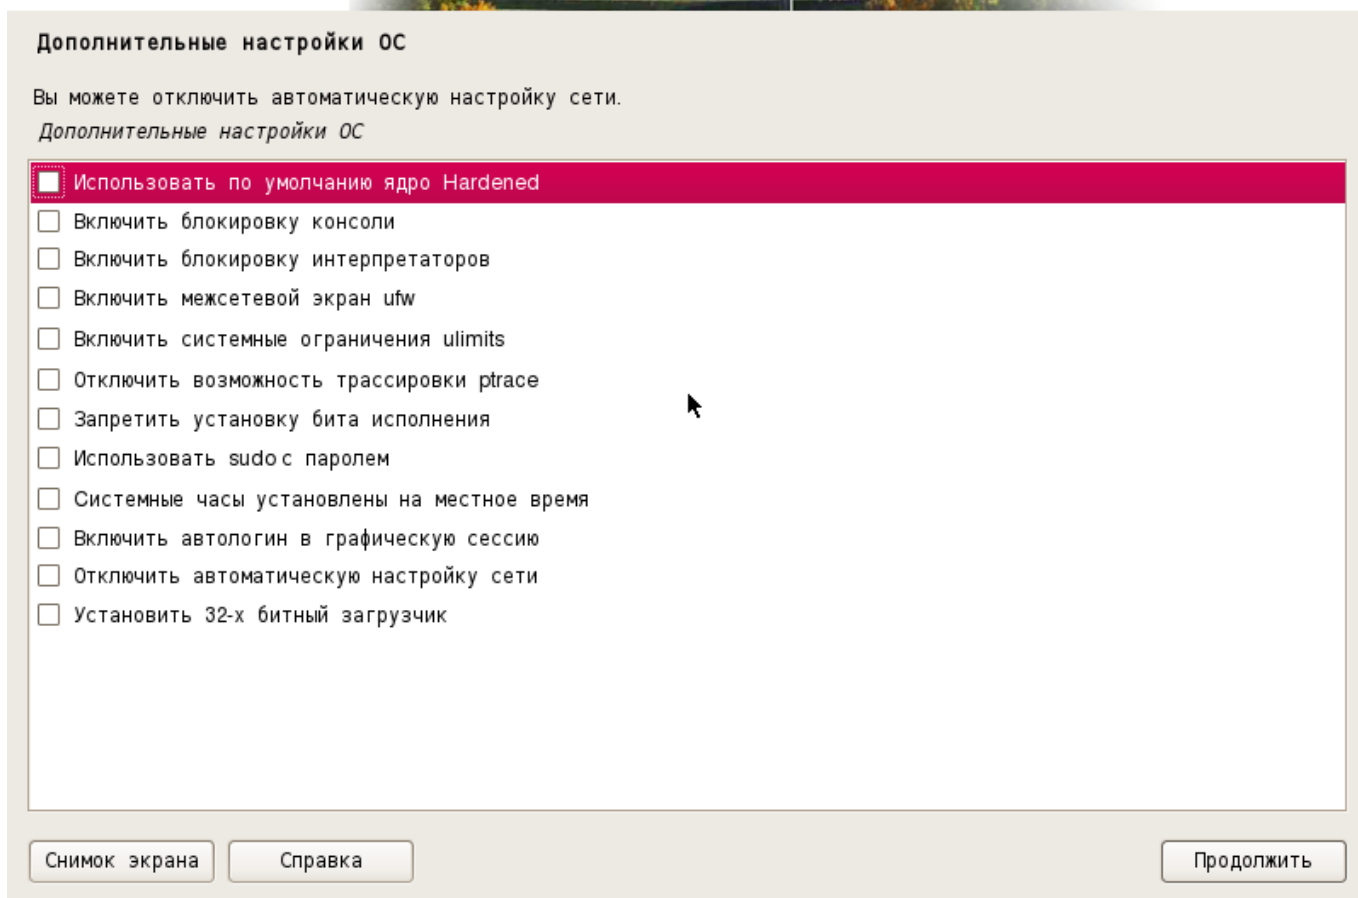 Дополнительные настройки ОС
Вы можете отключить автоматическую настройку сети.
Дополнительные настройки ОС
Использовать по умолчанию ядро Hardened
Включить блокировку консоли
Включить блокировку интерпретаторов
Включить межсетевой экран ufw
Включить системные ограничения ulimits
Отключить возможность трассировки ptrace
Запретить установку бита исполнения
Использовать sudo с паролем
Системные часы установлены на местное время
Включить автологин в графическую сессию
Отключить автоматическую настройку сети
Установить 32-х битный загрузчик
Снимок экрана
Справка
Продолжить